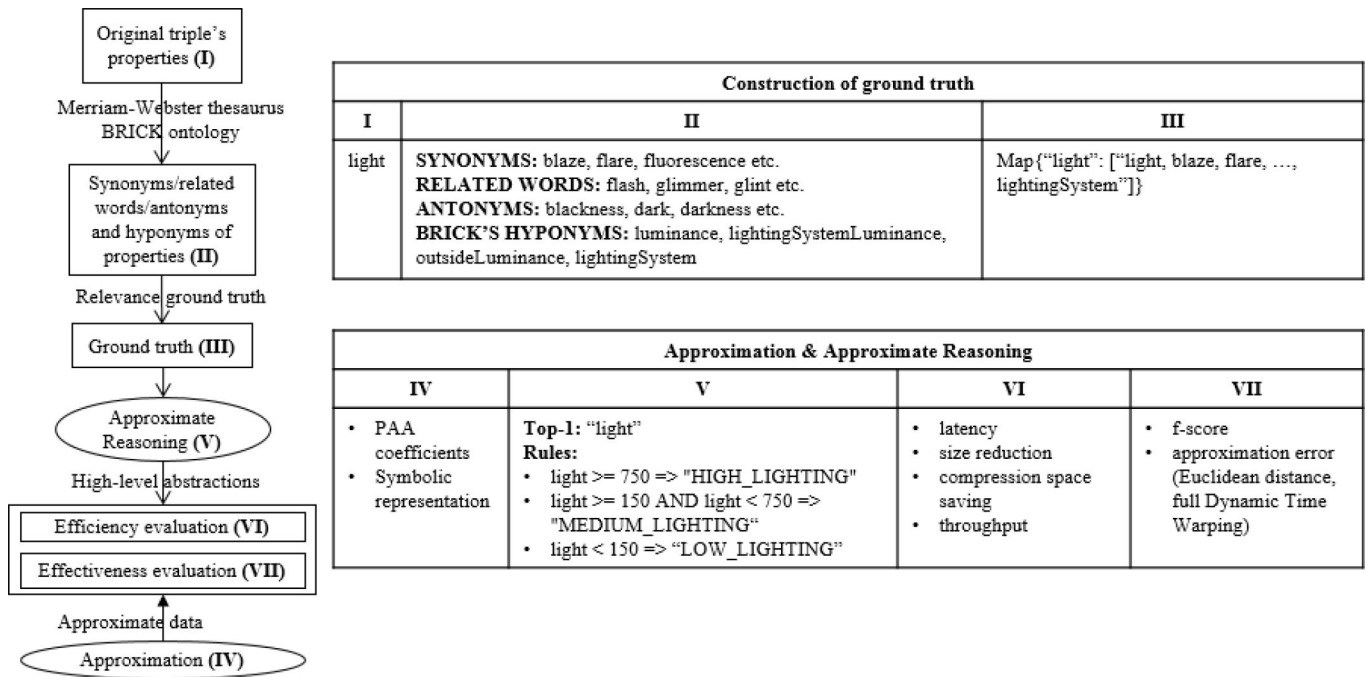 Original triple's
properties (I)
Merriam-Webster thesaurus
BRICK ontology
Synonyms/related
words/antonyms
and hyponyms of
properties (II)
Relevance ground truth
Ground truth (III)
Approximate
Reasoning (V)
High-level abstractions
Efficiency evaluation (VI)
Effectiveness evaluation (VII)
Approximate data
Approximation (IV)
Construction of ground truth
I II III
light
SYNONYMS: blaze, flare, fluorescence etc.
RELATED WORDS: flash, glimmer, glint etc.
ANTONYMS: blackness, dark, darkness etc.
BRICK'S HYPONYMS: luminance, lightingSystemLuminance,
outsideLuminance, lightingSystem
Map{“light”: [“light, blaze, flare, …,
lightingSystem”]}
Approximation & Approximate Reasoning
IV V VI VII
• PAA
coefficients
• Symbolic
representation
Top-1: “light”
Rules:
• light >= 750 => "HIGH_LIGHTING"
• light >= 150 AND light < 750 =>
"MEDIUM_LIGHTING“
• light < 150 => “LOW_LIGHTING”
• latency
• size reduction
• compression space
saving
• throughput
• f-score
• approximation error
(Euclidean distance,
full Dynamic Time
Warping)